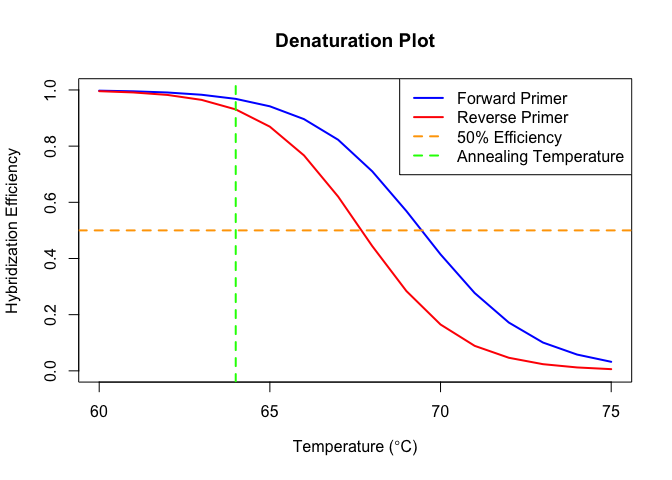 Denaturation Plot
Forward Primer
Reverse Primer
50% Efficiency
Annealing Temperature
Hybridization Efficiency
1.0
0.8
0.6
0.4
0.2
0.0
60 65 70 75
Temperature (°C)